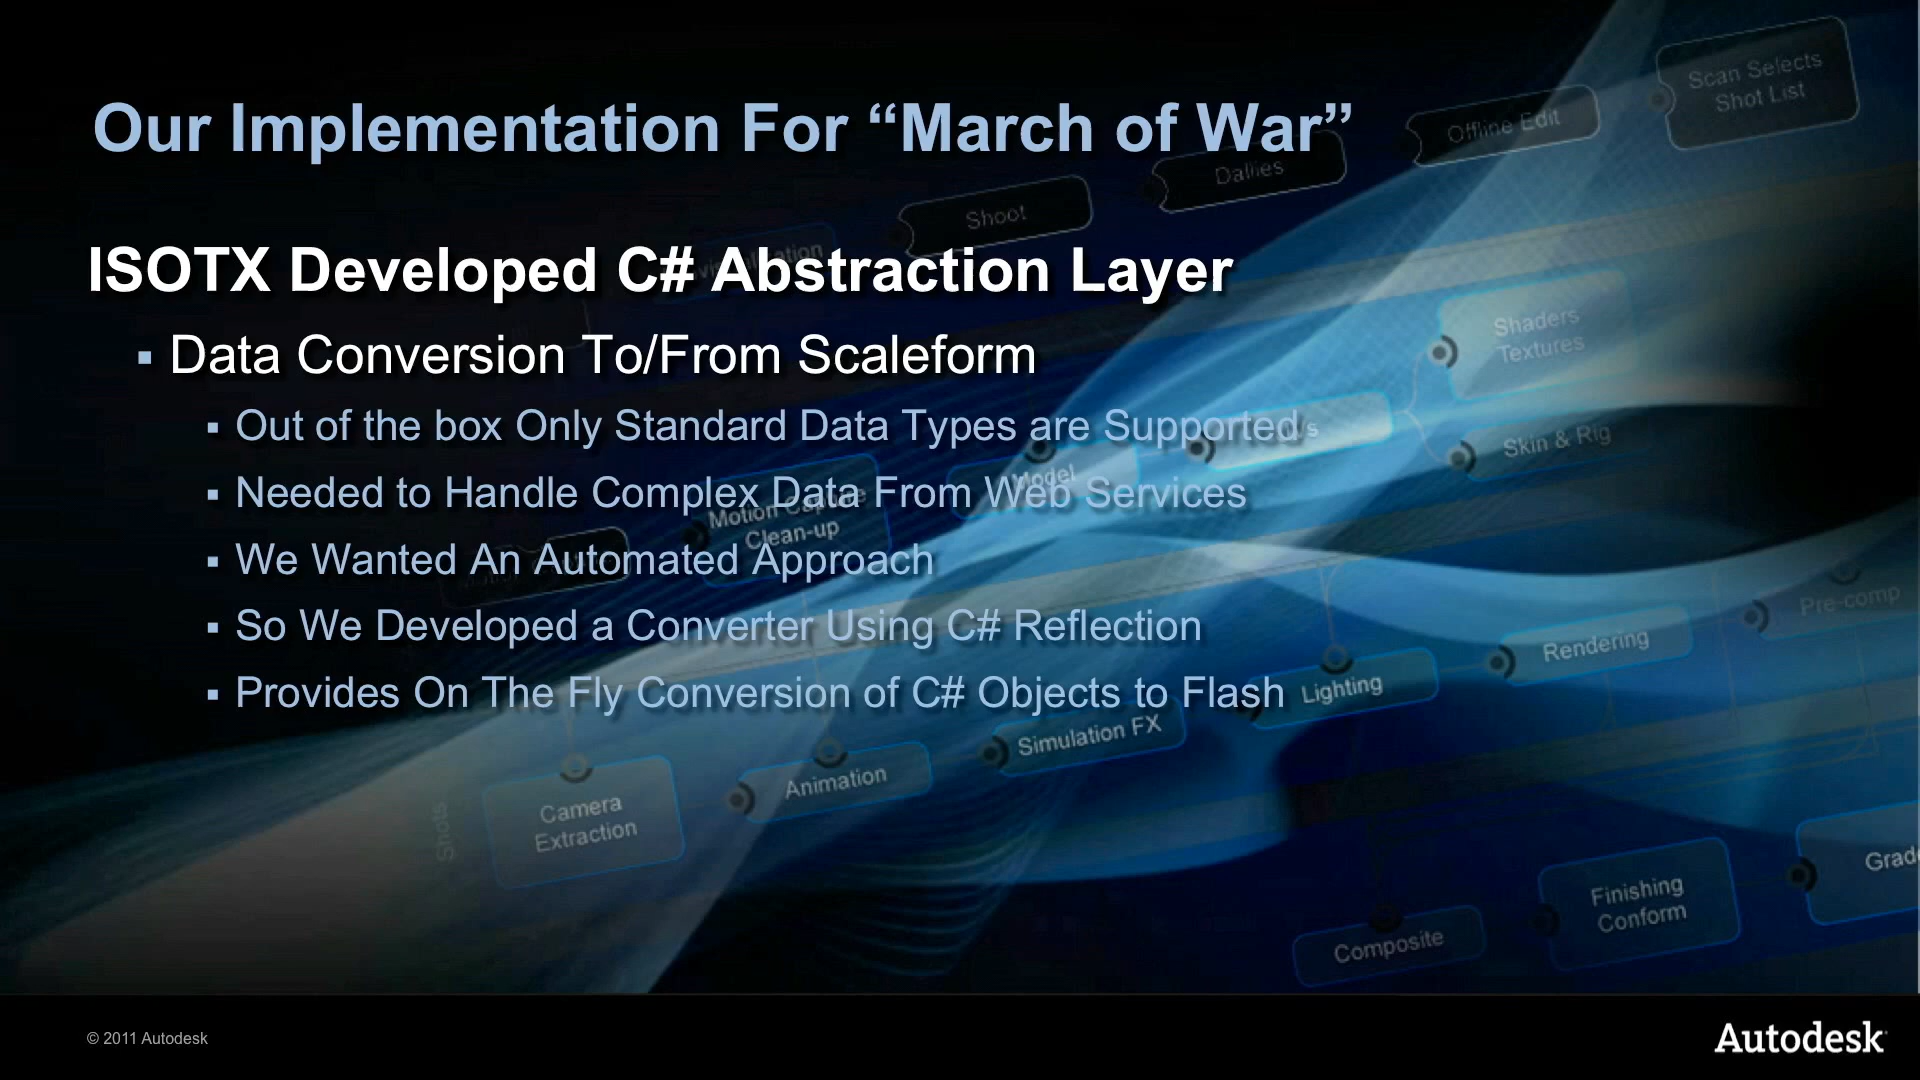 Our Implementation For “March of War”
ISOTX Developed C# Abstraction Layer
▪ Data Conversion To/From Scaleform
▪ Out of the box Only Standard Data Types are Supported
▪ Needed to Handle Complex Data From Web Services
▪ We Wanted An Automated Approach
▪ So We Developed a Converter Using C# Reflection
▪ Provides On The Fly Conversion of C# Objects to Flash
Scan Selects
Shot List
Offline Edit
Dailies
Shoot
Shaders
Textures
Skin & Rig
Model
Motion Capture
Clean-up
Pre-comp
Rendering
Lighting
Simulation FX
Animation
Camera
Extraction
Shots
Composite
Finishing
Conform
© 2011 Autodesk
Autodesk